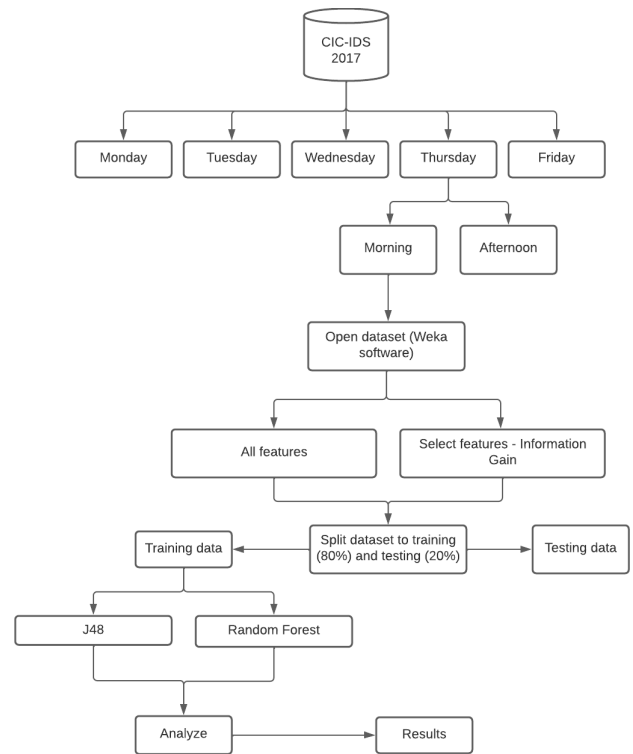 CIC-IDS
2017
Monday
Tuesday
Wednesday
Thursday
Friday
Morning
Afternoon
Open dataset (Weka
software)
All features
Select features - Information
Gain
Training data
Split dataset to training
(80%) and testing (20%)
Testing data
J48
Random Forest
Analyze
Results